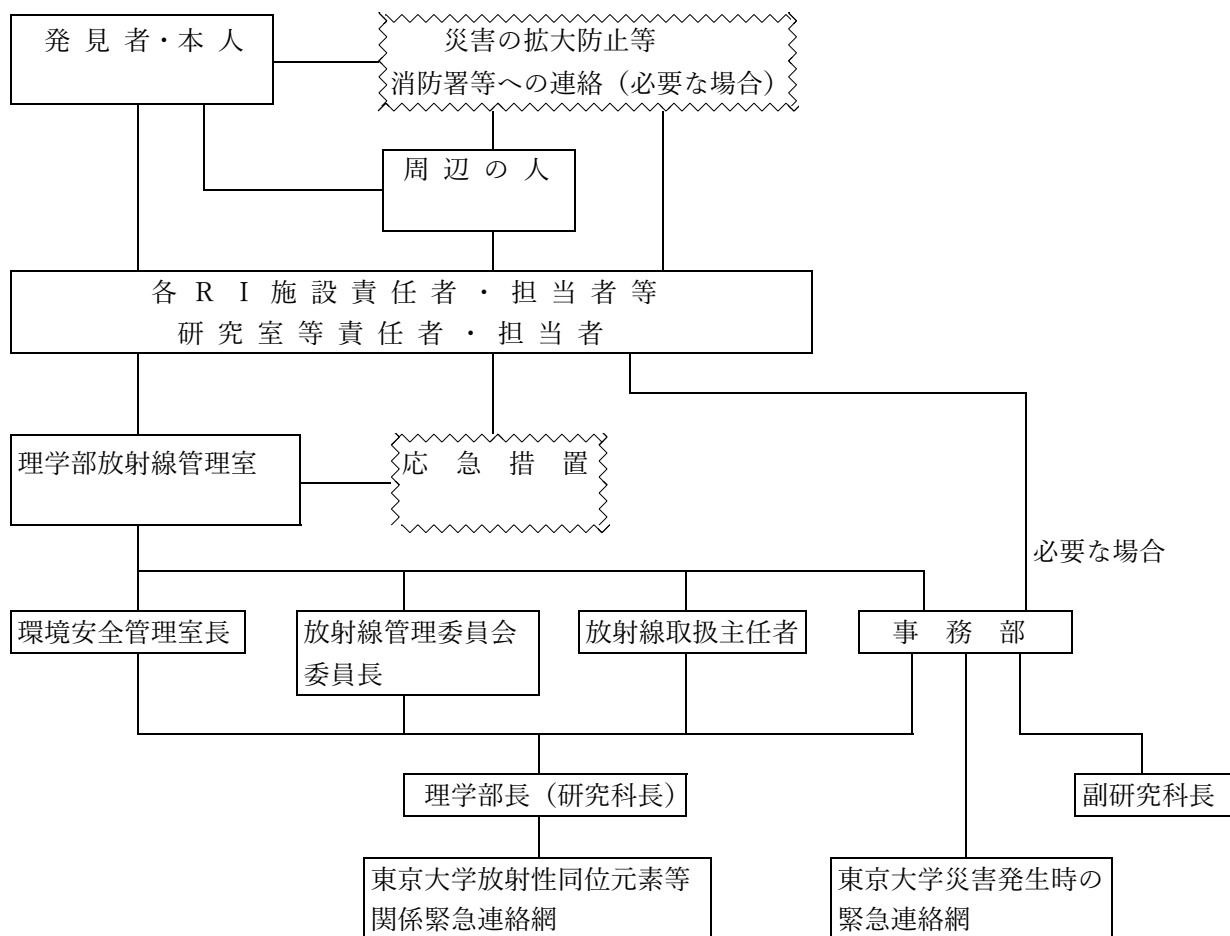 発見者・本人
災害の拡大防止等
消防署等への連絡（必要な場合）
周辺の人
各RI施設責任者・担当者等
研究室等責任者・担当者
理学部放射線管理室
応急措置
必要な場合
環境安全管理室長
放射線管理委員会
委員長
放射線取扱主任者
事務部
理学部長（研究科長）
副研究科長
東京大学放射性同位元素等
関係緊急連絡網
東京大学災害発生時の
緊急連絡網